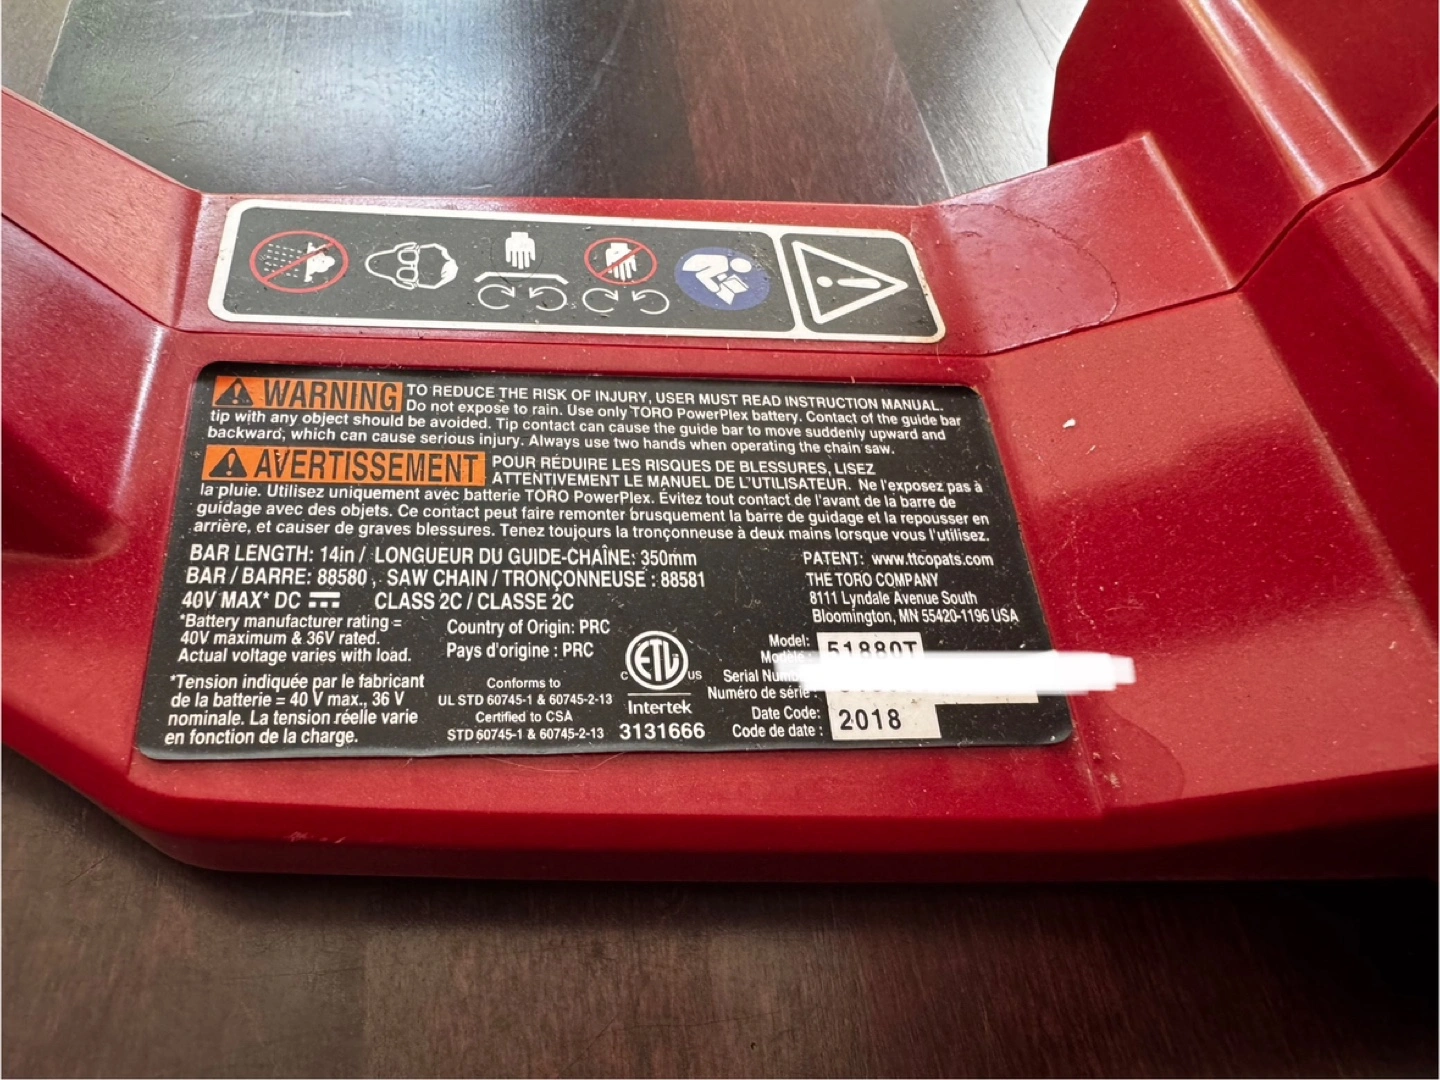 WARNING TO REDUCE THE RISK OF INJURY, USER MUST READ INSTRUCTION MANUAL.
Do not expose to rain. Use only TORO PowerPlex battery. Contact of the guide bar
tip with any object should be avoided. Tip contact can cause the guide bar to move suddenly upward and
backward, which can cause serious injury. Always use two hands when operating the chain saw.
AVERTISSEMENT POUR RÉDUIRE LES RISQUES DE BLESSURES, LISEZ
ATTENTIVEMENT LE MANUEL DE L'UTILISATEUR. Ne l'exposez pas à
la pluie. Utilisez uniquement avec batterie TORO PowerPlex. Évitez tout contact de l'avant de la barre de
guidage avec des objets. Ce contact peut faire remonter brusquement la barre de guidage et la repousser en
arrière, et causer de graves blessures. Tenez toujours la tronçonneuse à deux mains lorsque vous l'utilisez.
BAR LENGTH: 14in / LONGUEUR DU GUIDE-CHAÎNE: 350mm
BAR / BARRE: 88580 , SAW CHAIN / TRONÇONNEUSE : 88581
40V MAX* DC CLASS 2C / CLASSE 2C
*Battery manufacturer rating =
40V maximum & 36V rated.
Actual voltage varies with load.
*Tension indiquée par le fabricant
de la batterie = 40 V max., 36 V
nominale. La tension réelle varie
en fonction de la charge.
Country of Origin: PRC
Pays d'origine : PRC
Conforms to
UL STD 60745-1 & 60745-2-13
Certified to CSA
STD 60745-1 & 60745-2-13
C ETL US
Intertek
3131666
PATENT: www.ttcopats.com
THE TORO COMPANY
8111 Lyndale Avenue South
Bloomington, MN 55420-1196 USA
Model: 51880T
Serial
Numéro de série :
Date Code:
Code de date : 2018